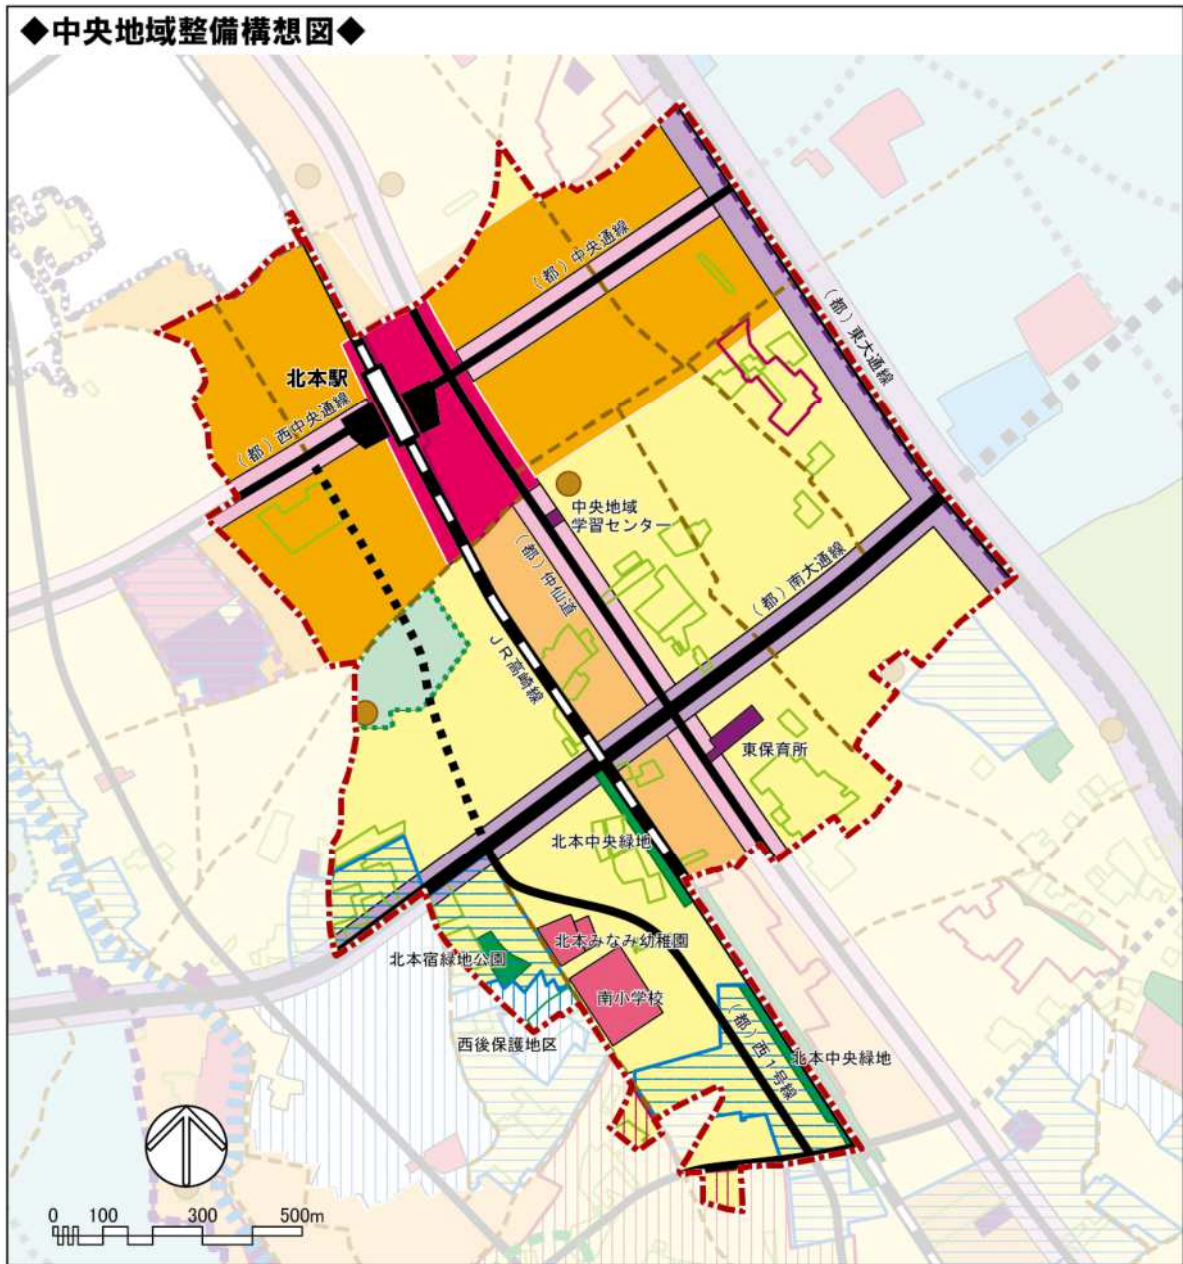 ◆中央地域整備構想図◆
(都)中央通線
(都)東大通線
北本駅
(都)西中央通線
中央地域
学習センター
(都)仲仙道
(都)南大通線
JR高崎線
東保育所
北本中央緑地
北本みなみ幼稚園
北本宿緑地公園
南小学校
西後保護地区
(都)西1号線
北本中央緑地
0 100 300 500m